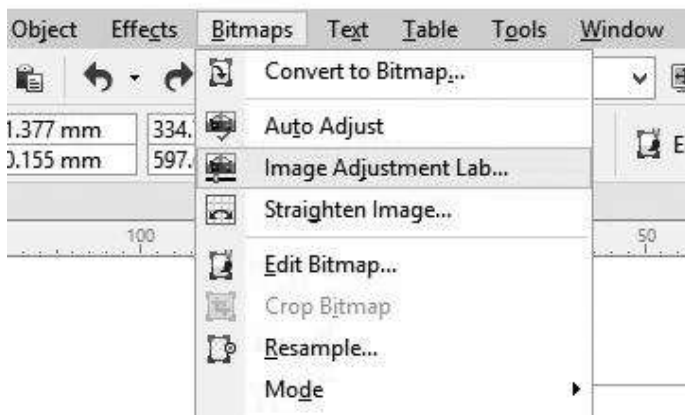 Object Effects Bitmaps Text Table Tools Window
Convert to Bitmap...
1.377 mm 334.
Auto Adjust
0.155 mm 597.
Image Adjustment Lab...
Straighten Image...
100 50
Edit Bitmap...
Crop Bitmap
Resample...
Mode